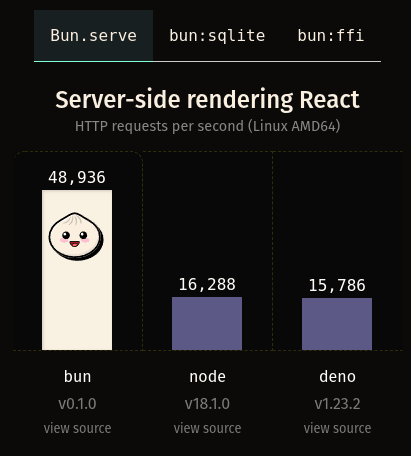 Bun.serve bun:sqlite bun:ffi
Server-side rendering React
HTTP requests per second (Linux AMD64)
48,936
16,288 15,786
bun node deno
v0.1.0 v18.1.0 v1.23.2
view source view source view source